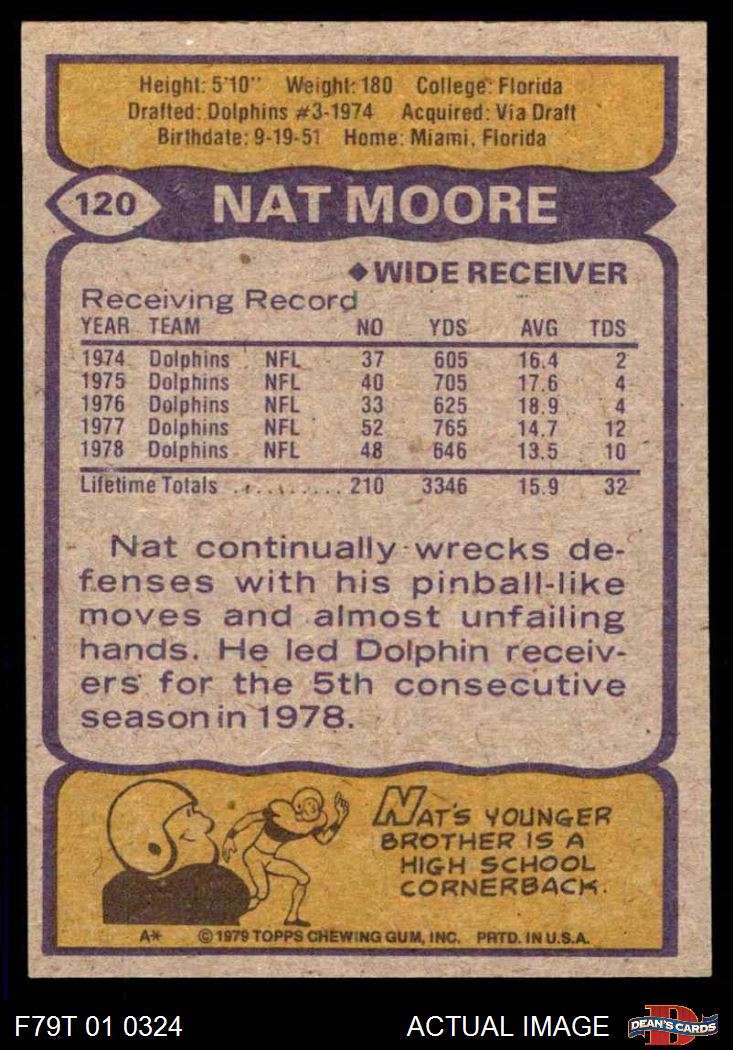 Height: 5'10" Weight: 180 College: Florida
Drafted: Dolphins #3-1974 Acquired: Via Draft
Birthdate: 9-19-51 Home: Miami, Florida
120 NAT MOORE
◆WIDE RECEIVER
Receiving Record
YEAR TEAM NO YDS AVG TDS
1974 Dolphins NFL 37 605 16.4 2
1975 Dolphins NFL 40 705 17.6 4
1976 Dolphins NFL 33 625 18.9 4
1977 Dolphins NFL 52 765 14.7 12
1978 Dolphins NFL 48 646 13.5 10
Lifetime Totals ........... 210 3346 15.9 32
Nat continually wrecks de-
fenses with his pinball-like
moves and almost unfailing
hands. He led Dolphin receiv-
ers for the 5th consecutive
season in 1978.
NAT'S YOUNGER
BROTHER IS A
HIGH SCHOOL
CORNERBACK.
A* © 1979 TOPPS CHEWING GUM, INC. PRTD. IN U.S.A.
F79T 01 0324 ACTUAL IMAGE D DEAN'S CARDS